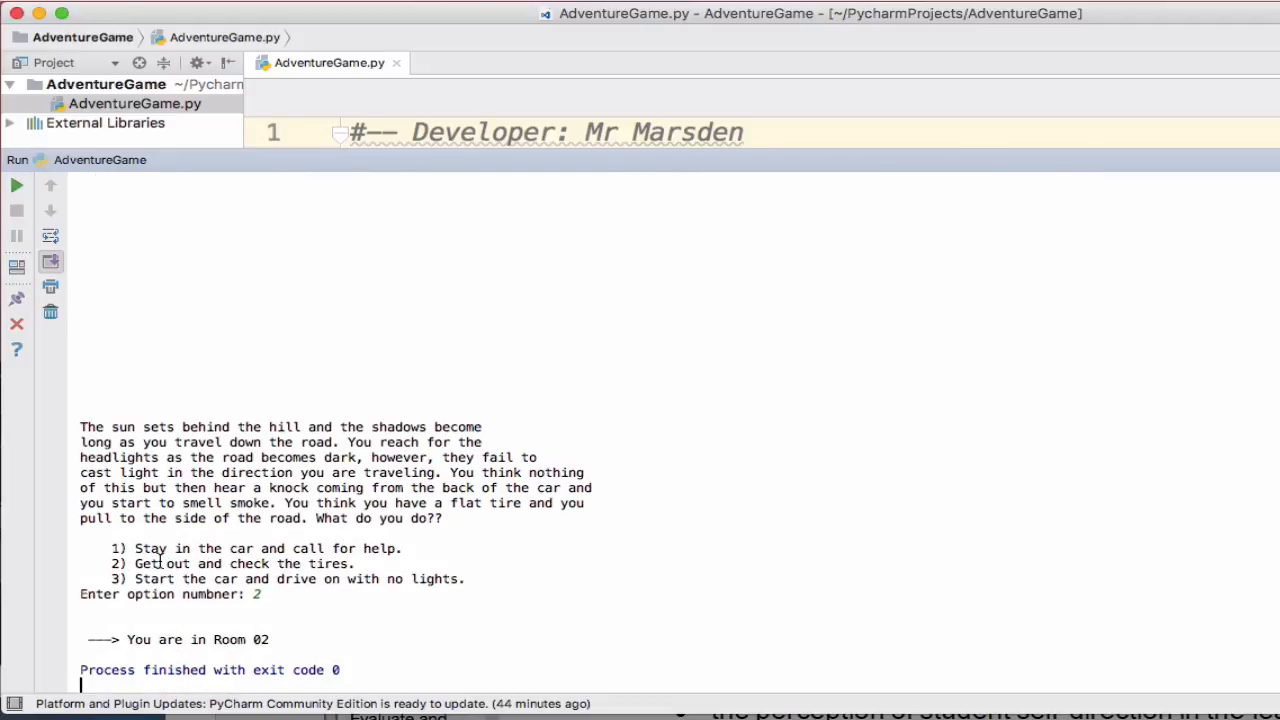 AdventureGame.py - AdventureGame - [~/PycharmProjects/AdventureGame]
AdventureGame AdventureGame.py
Project AdventureGame.py
AdventureGame ~/Pycharm
AdventureGame.py
External Libraries
1 #-- Developer: Mr Marsden
Run AdventureGame
The sun sets behind the hill and the shadows become
long as you travel down the road. You reach for the
headlights as the road becomes dark, however, they fail to
cast light in the direction you are traveling. You think nothing
of this but then hear a knock coming from the back of the car and
you start to smell smoke. You think you have a flat tire and you
pull to the side of the road. What do you do??
1) Stay in the car and call for help.
2) Get out and check the tires.
3) Start the car and drive on with no lights.
Enter option numbner: 2
---> You are in Room 02
Process finished with exit code 0
Platform and Plugin Updates: PyCharm Community Edition is ready to update. (44 minutes ago)
Evaluate and
the perception of student self-direction in the